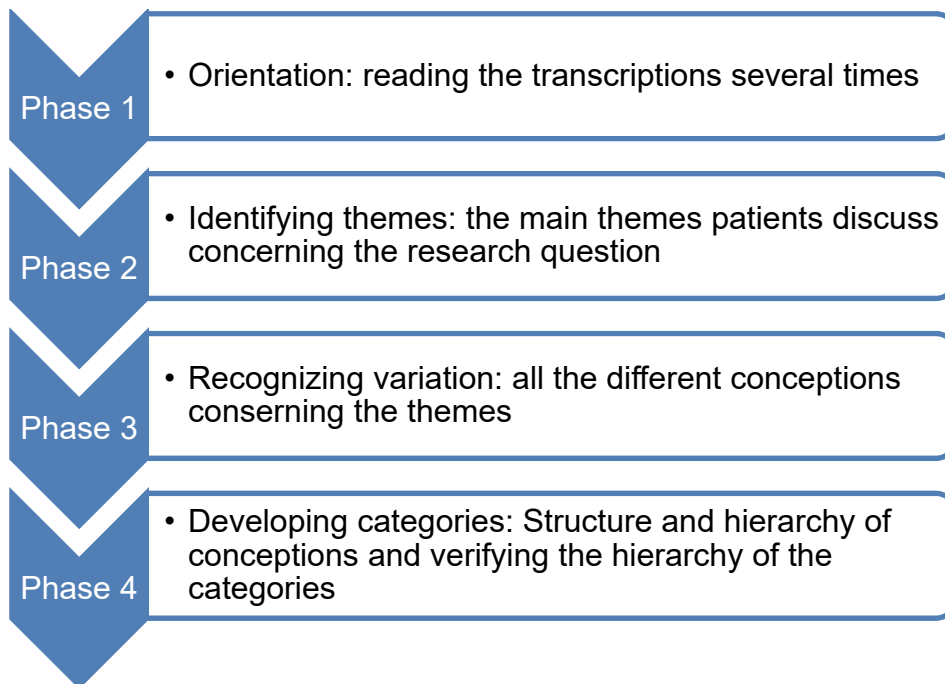 Phase 1
• Orientation: reading the transcriptions several times
Phase 2
• Identifying themes: the main themes patients discuss
concerning the research question
Phase 3
• Recognizing variation: all the different conceptions
conserning the themes
Phase 4
• Developing categories: Structure and hierarchy of
conceptions and verifying the hierarchy of the
categories